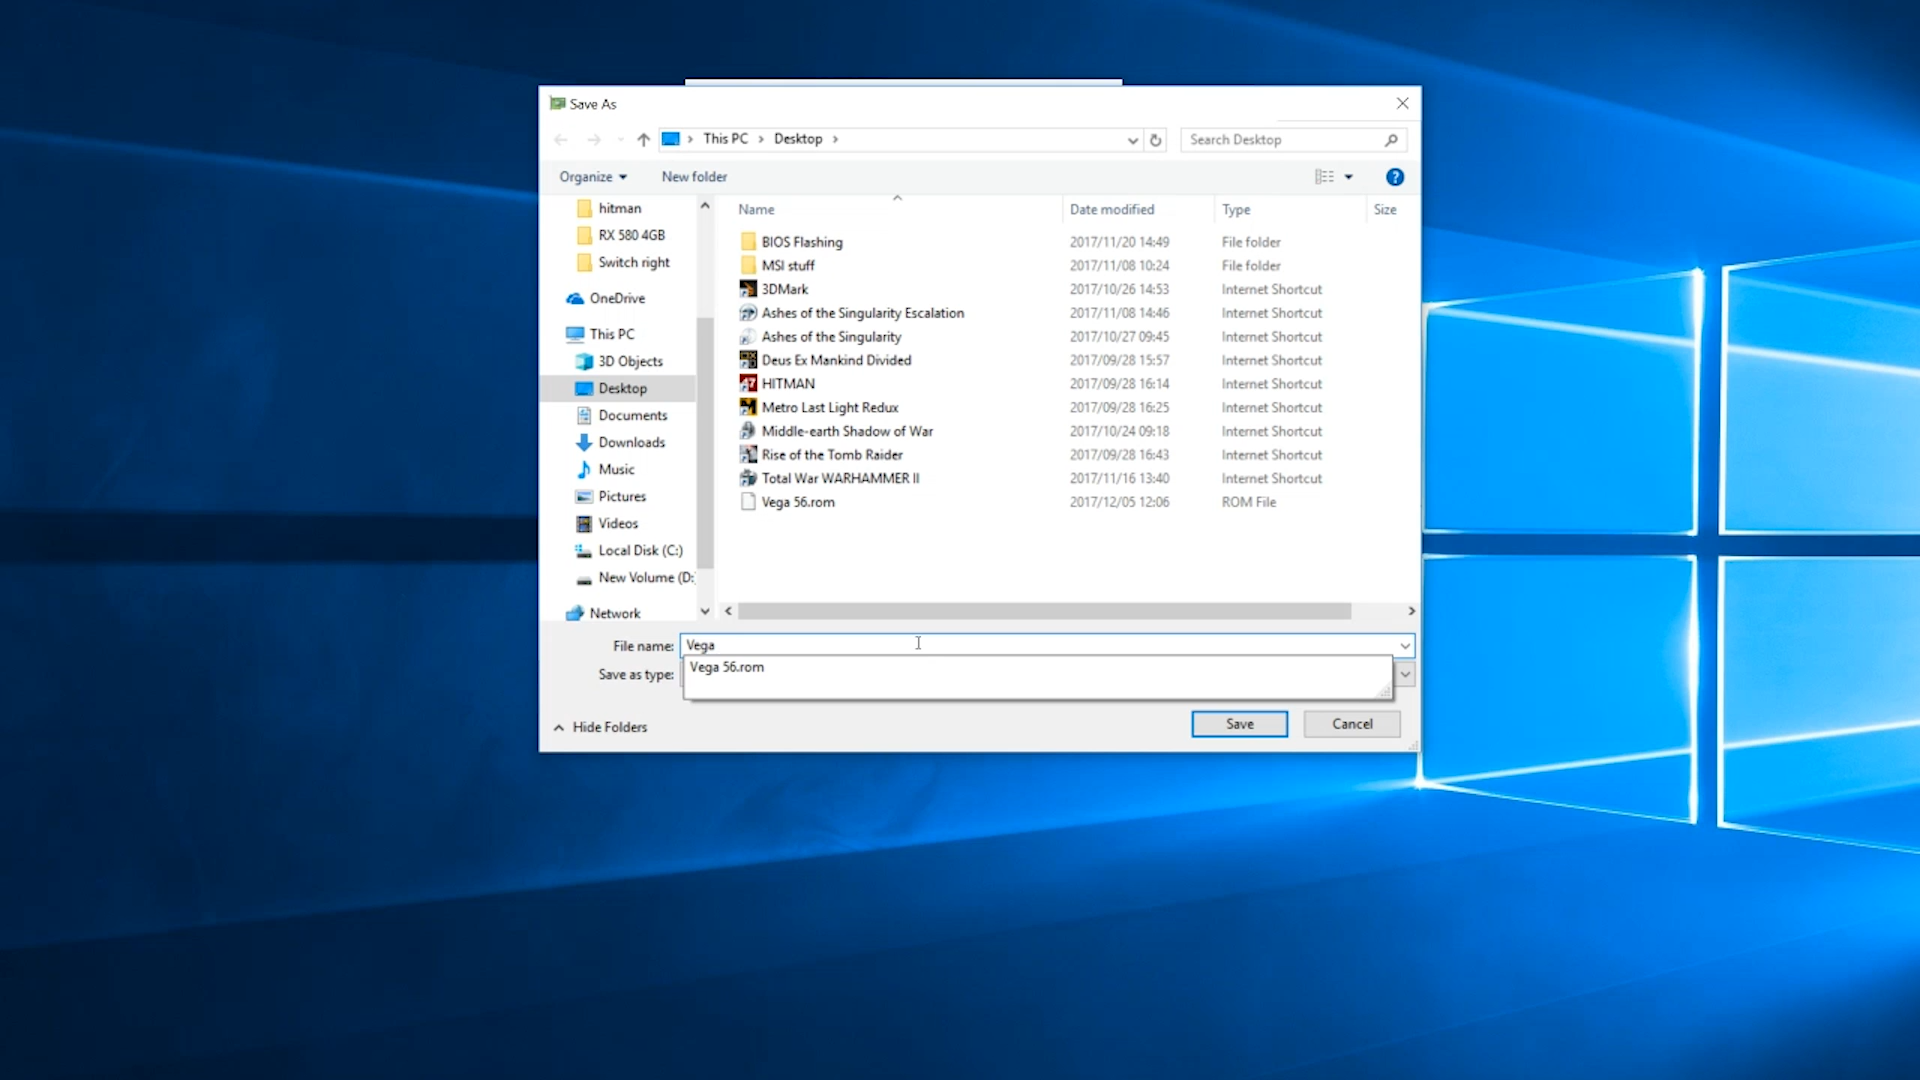 Save As
This PC > Desktop >
Search Desktop
Organize
New folder
?
hitman
RX 580 4GB
Switch right
OneDrive
This PC
3D Objects
Desktop
Documents
Downloads
Music
Pictures
Videos
Local Disk (C:)
New Volume (D:
Network
Name Date modified Type Size
BIOS Flashing 2017/11/20 14:49 File folder
MSI stuff 2017/11/08 10:24 File folder
3DMark 2017/10/26 14:53 Internet Shortcut
Ashes of the Singularity Escalation 2017/11/08 14:46 Internet Shortcut
Ashes of the Singularity 2017/10/27 09:45 Internet Shortcut
Deus Ex Mankind Divided 2017/09/28 15:57 Internet Shortcut
HITMAN 2017/09/28 16:14 Internet Shortcut
Metro Last Light Redux 2017/09/28 16:25 Internet Shortcut
Middle-earth Shadow of War 2017/10/24 09:18 Internet Shortcut
Rise of the Tomb Raider 2017/09/28 16:43 Internet Shortcut
Total War WARHAMMER II 2017/11/16 13:40 Internet Shortcut
Vega 56.rom 2017/12/05 12:06 ROM File
File name: Vega
Vega 56.rom
Save as type:
Hide Folders
Save
Cancel